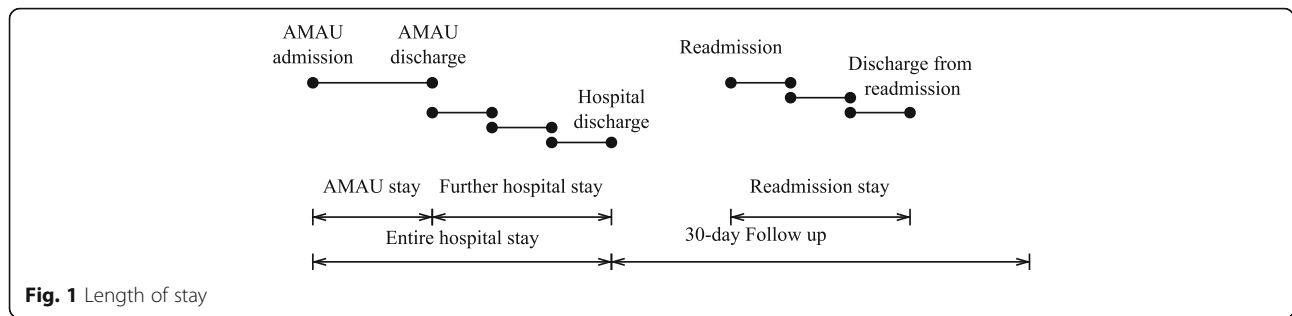 AMAU
admission
AMAU
discharge
Hospital
discharge
Readmission
Discharge from
readmission
AMAU stay
Further hospital stay
Readmission stay
Entire hospital stay
30-day Follow up
Fig. 1 Length of stay